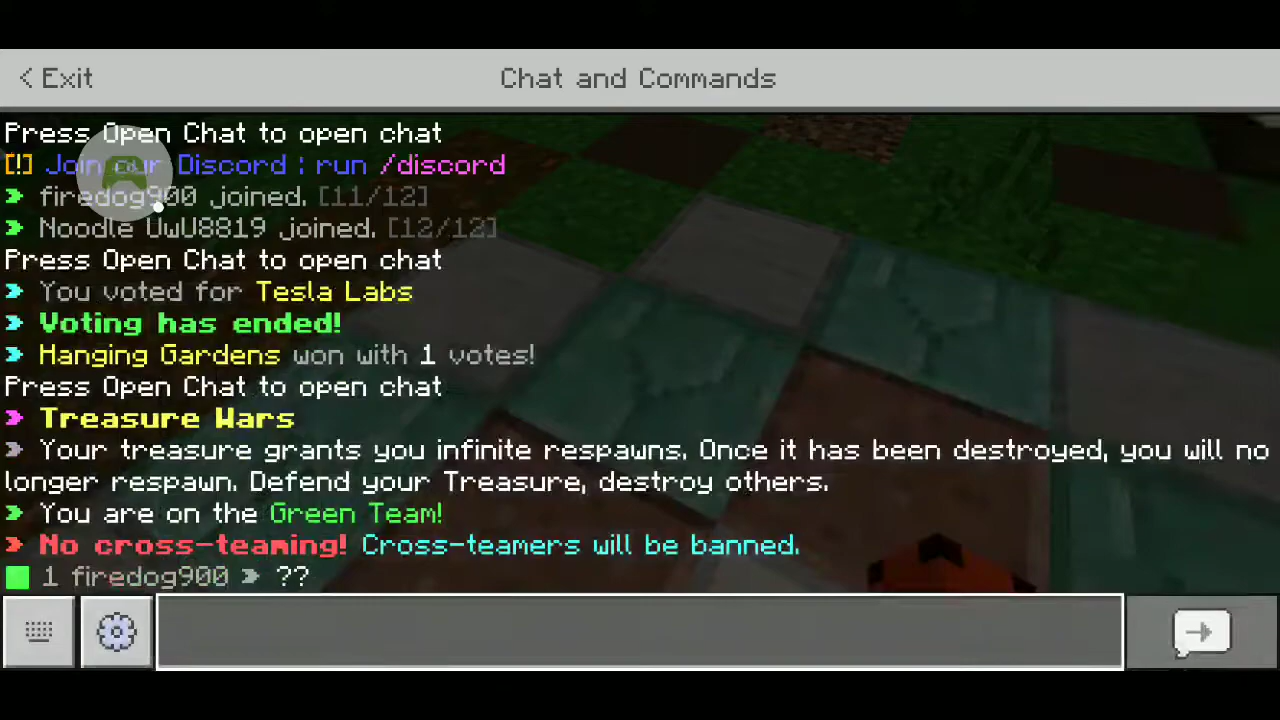 < Exit
Chat and Commands
Press Open Chat to open chat
[!] Join our Discord : run /discord
firedog900 joined. [11/12]
Noodle UwU8819 joined. [12/12]
Press Open Chat to open chat
You voted for Tesla Labs
Voting has ended!
Hanging Gardens won with 1 votes!
Press Open Chat to open chat
Treasure Wars
Your treasure grants you infinite respawns. Once it has been destroyed, you will no
longer respawn. Defend your Treasure, destroy others.
You are on the Green Team!
No cross-teaming! Cross-teamers will be banned.
1 firedog900 ??